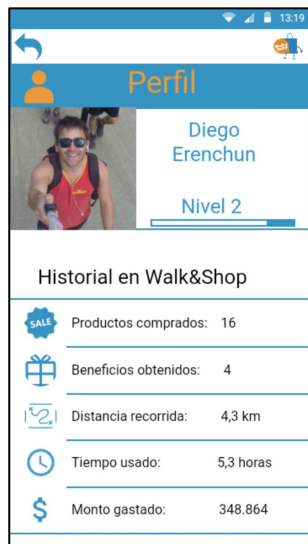 13:19
Perfil
Diego
Erenchun
Nivel 2
Historial en Walk&Shop
SALE
Productos comprados: 16
Beneficios obtenidos: 4
Distancia recorrida: 4,3 km
Tiempo usado: 5,3 horas
$ Monto gastado: 348.864